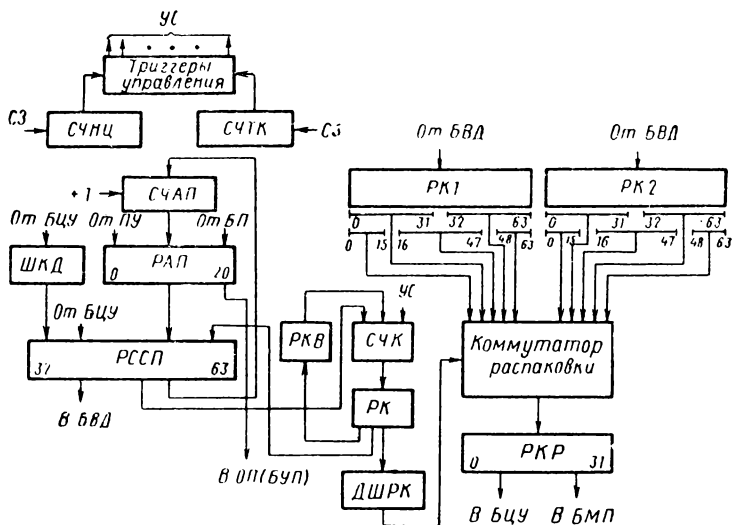 УС
• • •
Триггеры управления
СЗ
СЧНЦ
СЧТК
СЗ
От БВД
От БВД
+1
СЧАП
РК1
РК2
От БЦУ
От ПУ
От БП
0 31 32 63
0 31 32 63
0 15 16 47 48 63
0 15 16 47 48 63
ШКД
РАП
0 20
От БЦУ
УС
РССП
32 63
РКВ
СЧК
Коммутатор распаковки
В БВД
РК
В ОП(БУП)
РКР
0 31
ДШРК
В БЦУ
В БМП